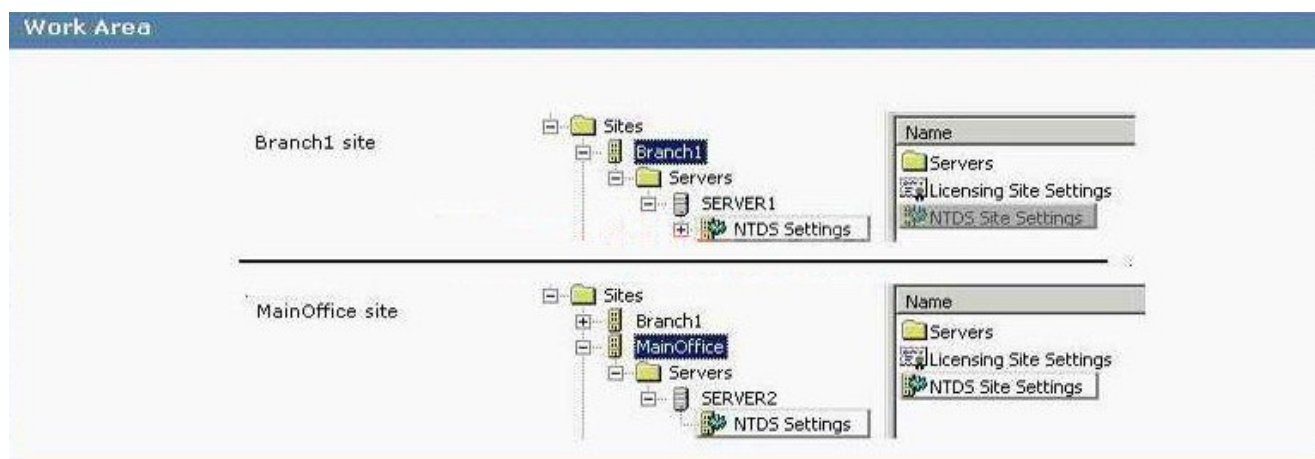 Work Area
Branch1 site
Sites
Branch1
Servers
SERVER1
NTDS Settings
Name
Servers
Licensing Site Settings
NTDS Site Settings
MainOffice site
Sites
Branch1
MainOffice
Servers
SERVER2
NTDS Settings
Name
Servers
Licensing Site Settings
NTDS Site Settings